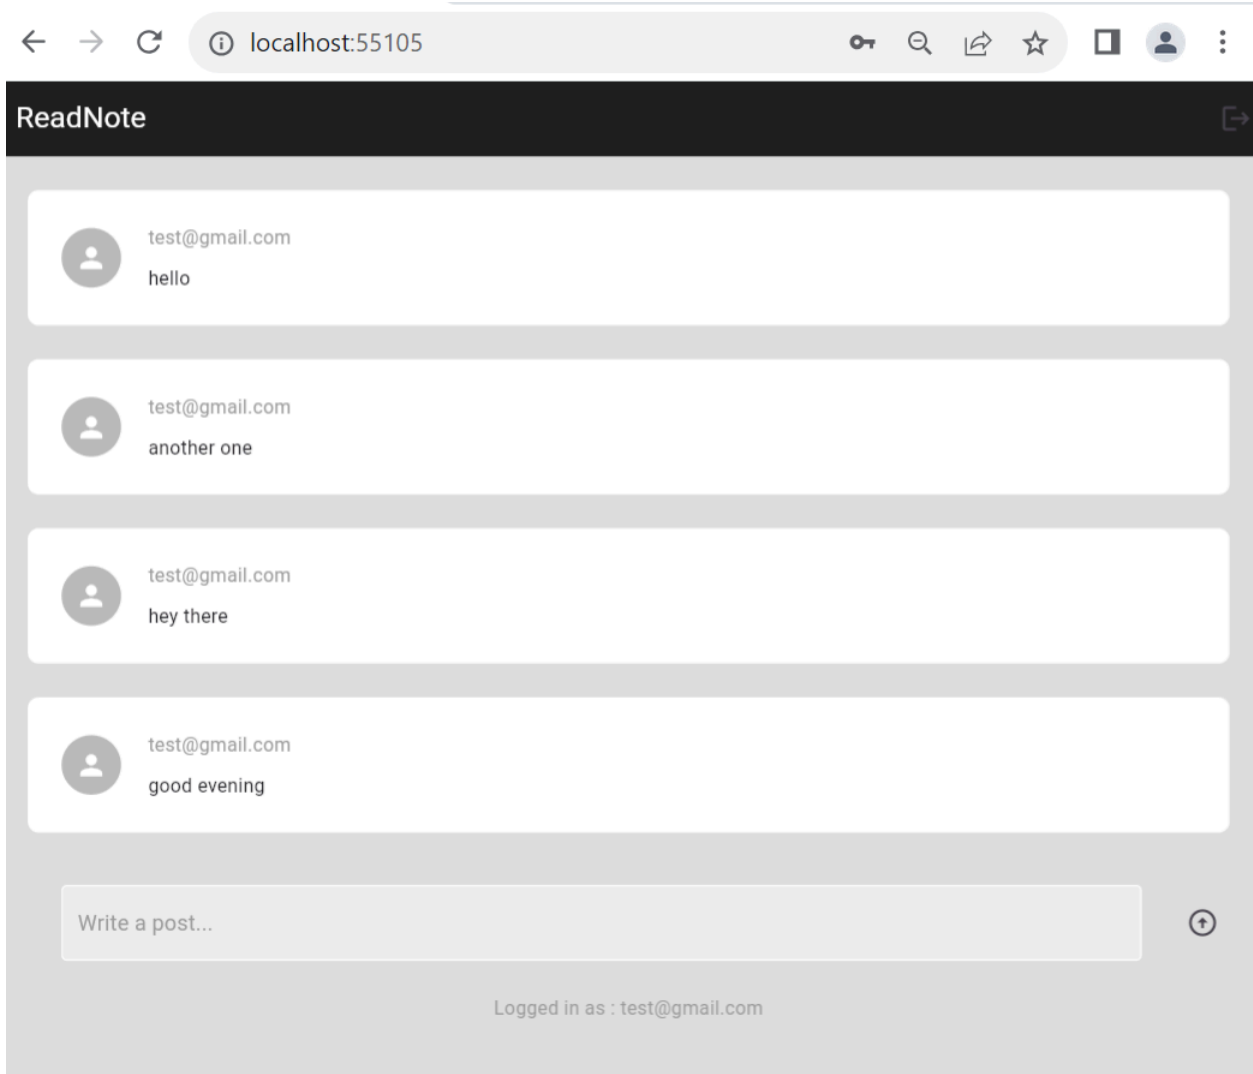 localhost:55105
ReadNote
test@gmail.com
hello
test@gmail.com
another one
test@gmail.com
hey there
test@gmail.com
good evening
Write a post...
Logged in as : test@gmail.com